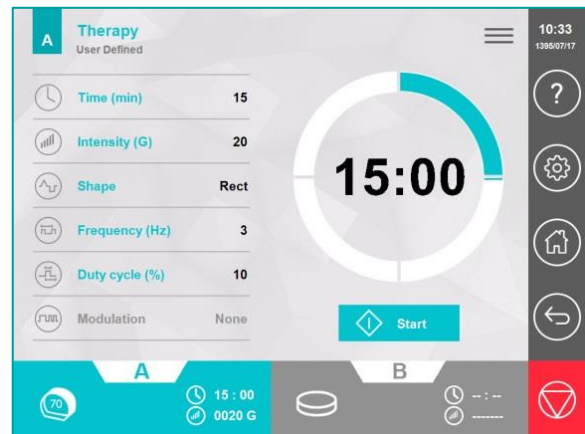 A
Therapy
User Defined
10:33
1395/07/17
Time (min) 15
Intensity (G) 20
Shape Rect
Frequency (Hz) 3
Duty cycle (%) 10
Modulation None
15:00
Start
?
A
70
15 : 00
0020 G
B
-- : --
-------